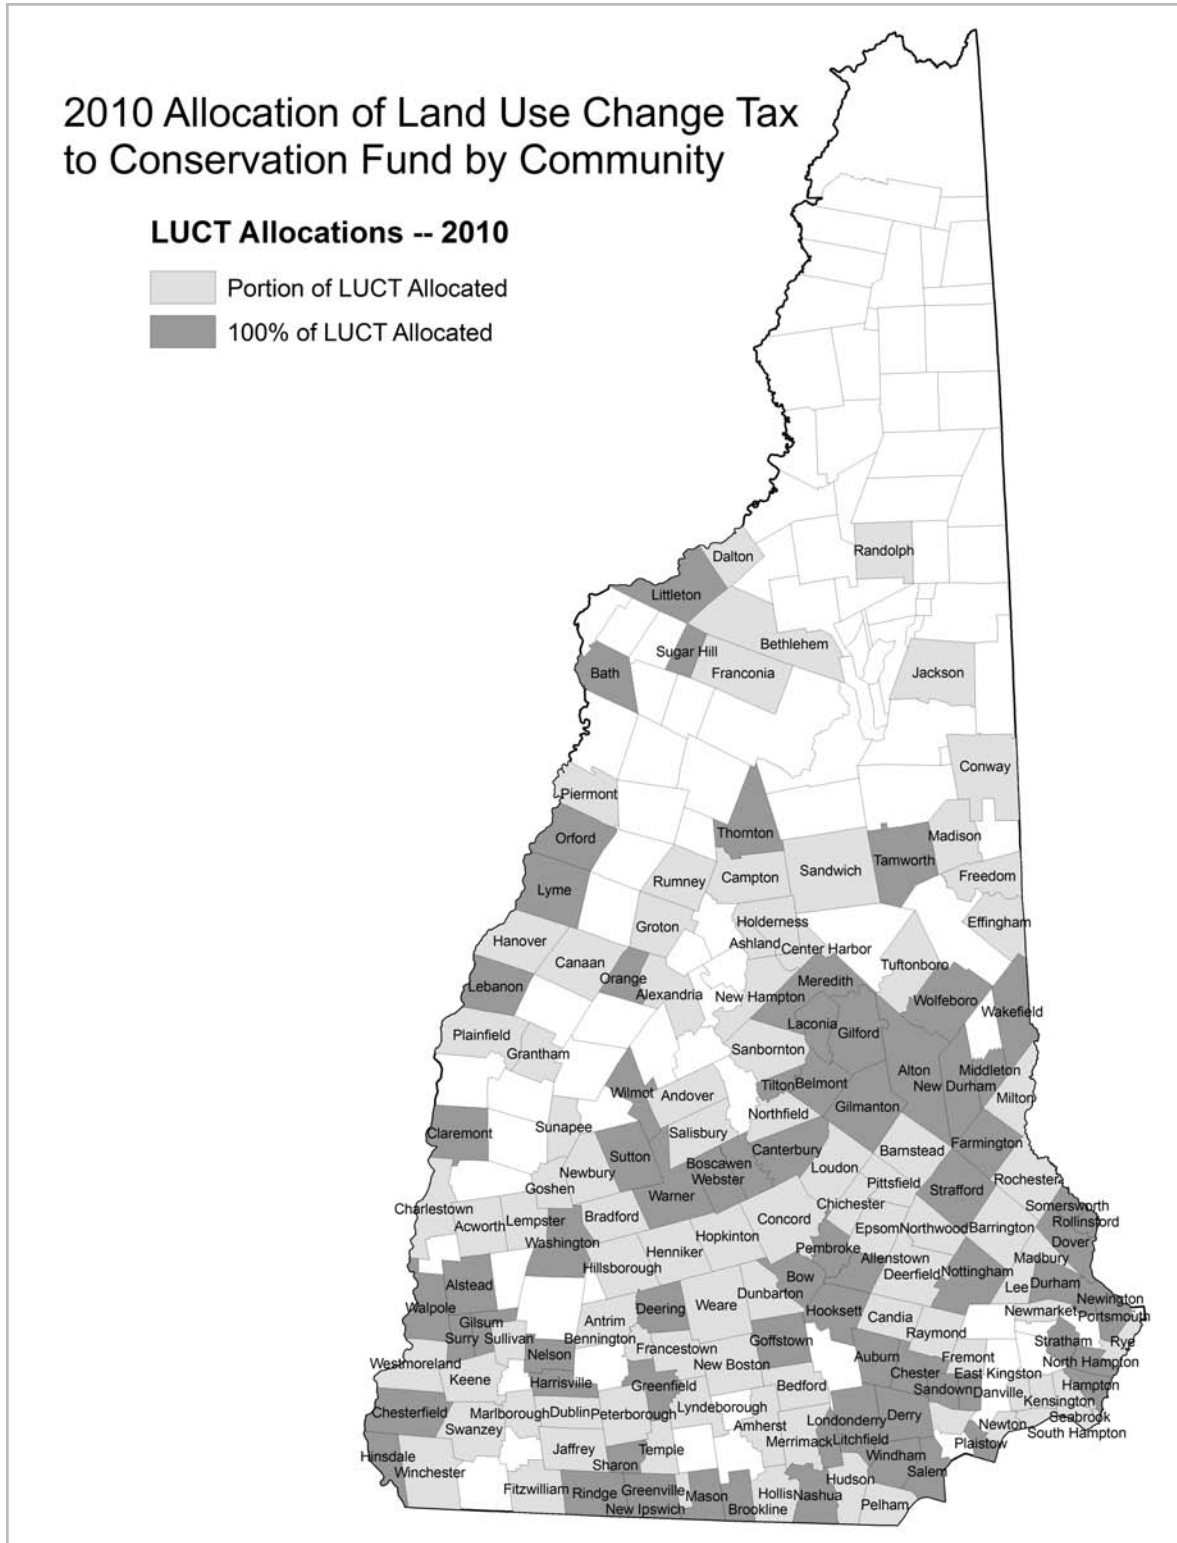 2010 Allocation of Land Use Change Tax
to Conservation Fund by Community
LUCT Allocations -- 2010
Portion of LUCT Allocated
100% of LUCT Allocated
Dalton
Randolph
Littleton
Bethlehem
Sugar Hill
Bath
Franconia
Jackson
Conway
Piermont
Thornton
Orford
Madison
Tamworth
Sandwich
Rumney
Campton
Freedom
Lyme
Holderness
Effingham
Groton
Hanover
Ashland
Center Harbor
Canaan
Tuftonboro
Orange
Meredith
Lebanon
Alexandria
New Hampton
Wolfeboro
Wakefield
Laconia
Gilford
Plainfield
Grantham
Sanbornton
Alton
Middleton
Tilton
Belmont
New Durham
Wilmot
Andover
Milton
Gilmanton
Northfield
Sunapee
Claremont
Salisbury
Farmington
Canterbury
Barnstead
Sutton
Boscawen
Loudon
Newbury
Webster
Pittsfield
Rochester
Goshen
Warner
Strafford
Chichester
Somersworth
Charlestown
Bradford
Concord
Rollinsford
Acworth
Lempster
Epsom
Northwood
Barrington
Hopkinton
Washington
Henniker
Pembroke
Dover
Hillsborough
Allenstown
Madbury
Deerfield
Nottingham
Bow
Alstead
Lee
Durham
Dunbarton
Newington
Walpole
Deering
Weare
Hooksett
Candia
Newmarket
Portsmouth
Gilsum
Antrim
Raymond
Surry
Sullivan
Bennington
Goffstown
Stratham
Rye
Nelson
Francestown
Auburn
Fremont
Westmoreland
New Boston
North Hampton
Keene
Harrisville
Greenfield
Bedford
Chester
East Kingston
Hampton
Sandown
Danville
Kensington
Chesterfield
Marlborough
Dublin
Peterborough
Lyndeborough
Londonderry
Derry
Seabrook
Swanzey
Amherst
Newton
South Hampton
Merrimack
Litchfield
Plaistow
Jaffrey
Temple
Hinsdale
Sharon
Windham
Winchester
Salem
Hudson
Fitzwilliam
Rindge
Greenville
Mason
Hollis
Nashua
New Ipswich
Brookline
Pelham